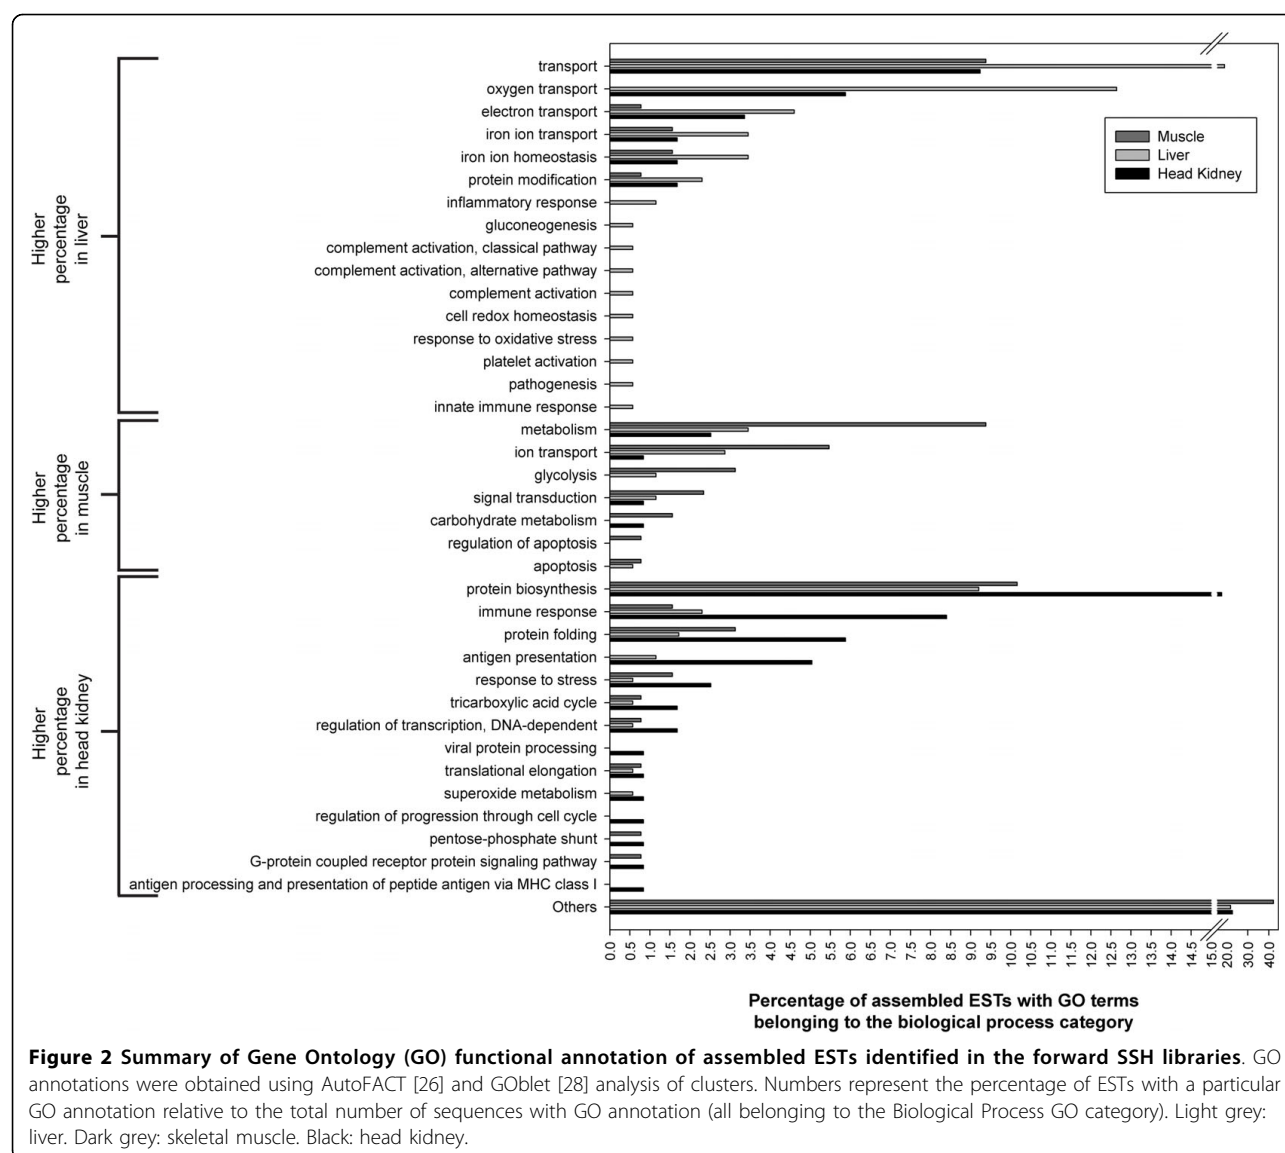 transport
oxygen transport
electron transport
iron ion transport
iron ion homeostasis
protein modification
inflammatory response
gluconeogenesis
complement activation, classical pathway
complement activation, alternative pathway
complement activation
cell redox homeostasis
response to oxidative stress
platelet activation
pathogenesis
innate immune response
metabolism
ion transport
glycolysis
signal transduction
carbohydrate metabolism
regulation of apoptosis
apoptosis
protein biosynthesis
immune response
protein folding
antigen presentation
response to stress
tricarboxylic acid cycle
regulation of transcription, DNA-dependent
viral protein processing
translational elongation
superoxide metabolism
regulation of progression through cell cycle
pentose-phosphate shunt
G-protein coupled receptor protein signaling pathway
antigen processing and presentation of peptide antigen via MHC class I
Others
Higher
percentage
in liver
Higher
percentage
in muscle
Higher
percentage
in head kidney
Muscle
Liver
Head Kidney
0.0 0.5 1.0 1.5 2.0 2.5 3.0 3.5 4.0 4.5 5.0 5.5 6.0 6.5 7.0 7.5 8.0 8.5 9.0 9.5 10.0 10.5 11.0 11.5 12.0 12.5 13.0 13.5 14.0 14.5 15.0 20.0 30.0 40.0
Percentage of assembled ESTs with GO terms
belonging to the biological process category
Figure 2 Summary of Gene Ontology (GO) functional annotation of assembled ESTs identified in the forward SSH libraries. GO
annotations were obtained using AutoFACT [26] and GOblet [28] analysis of clusters. Numbers represent the percentage of ESTs with a particular
GO annotation relative to the total number of sequences with GO annotation (all belonging to the Biological Process GO category). Light grey:
liver. Dark grey: skeletal muscle. Black: head kidney.